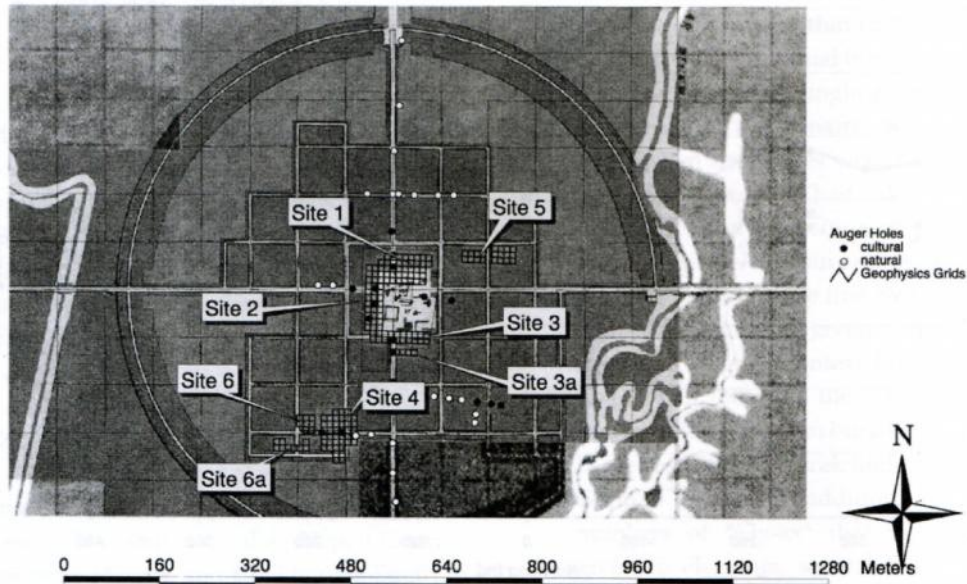 Site 1
Site 5
Auger Holes
cultural
natural
Geophysics Grids
Site 2
Site 3
Site 3a
Site 6
Site 4
Site 6a
N
0 160 320 480 640 800 960 1120 1280 Meters